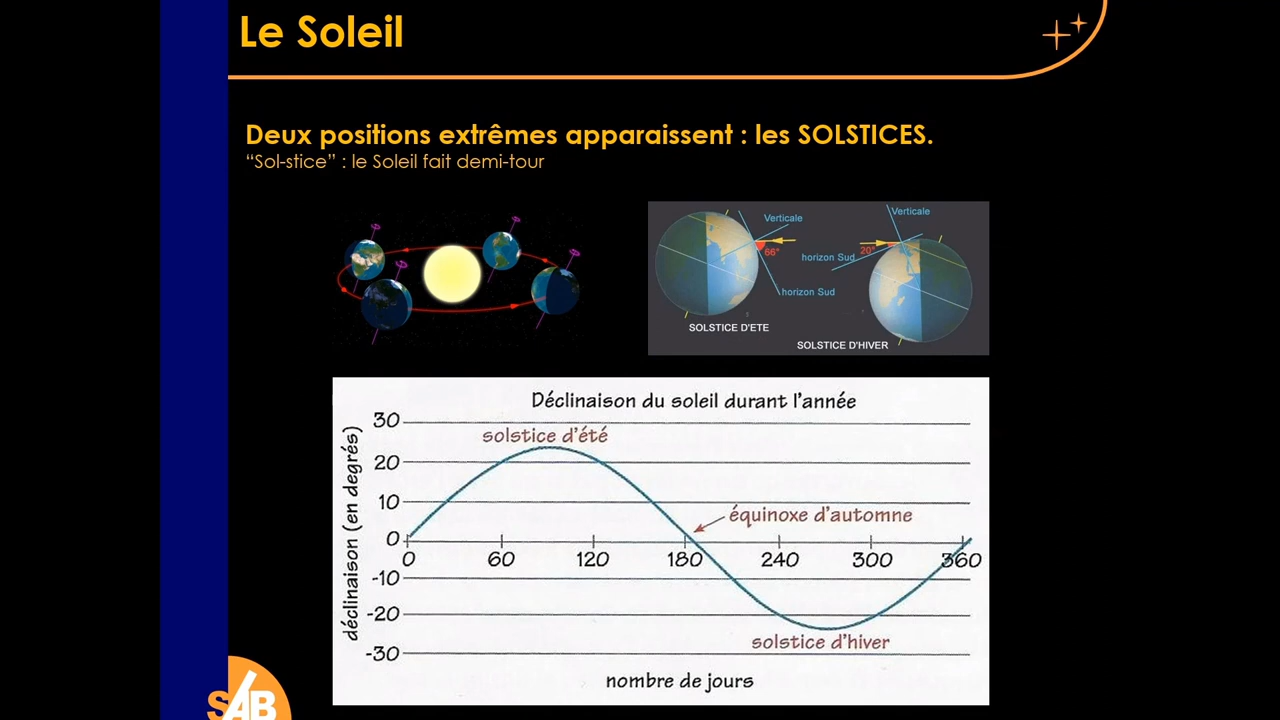 Le Soleil
Deux positions extrêmes apparaissent : les SOLSTICES.
“Sol-stice” : le Soleil fait demi-tour
Verticale
66°
horizon Sud
SOLSTICE D'ETE
Verticale
20°
horizon Sud
SOLSTICE D'HIVER
Déclinaison du soleil durant l'année
déclinaison (en degrés)
30
20
10
0
-10
-20
-30
solstice d'été
équinoxe d'automne
0 60 120 180 240 300 360
solstice d'hiver
nombre de jours
SAB